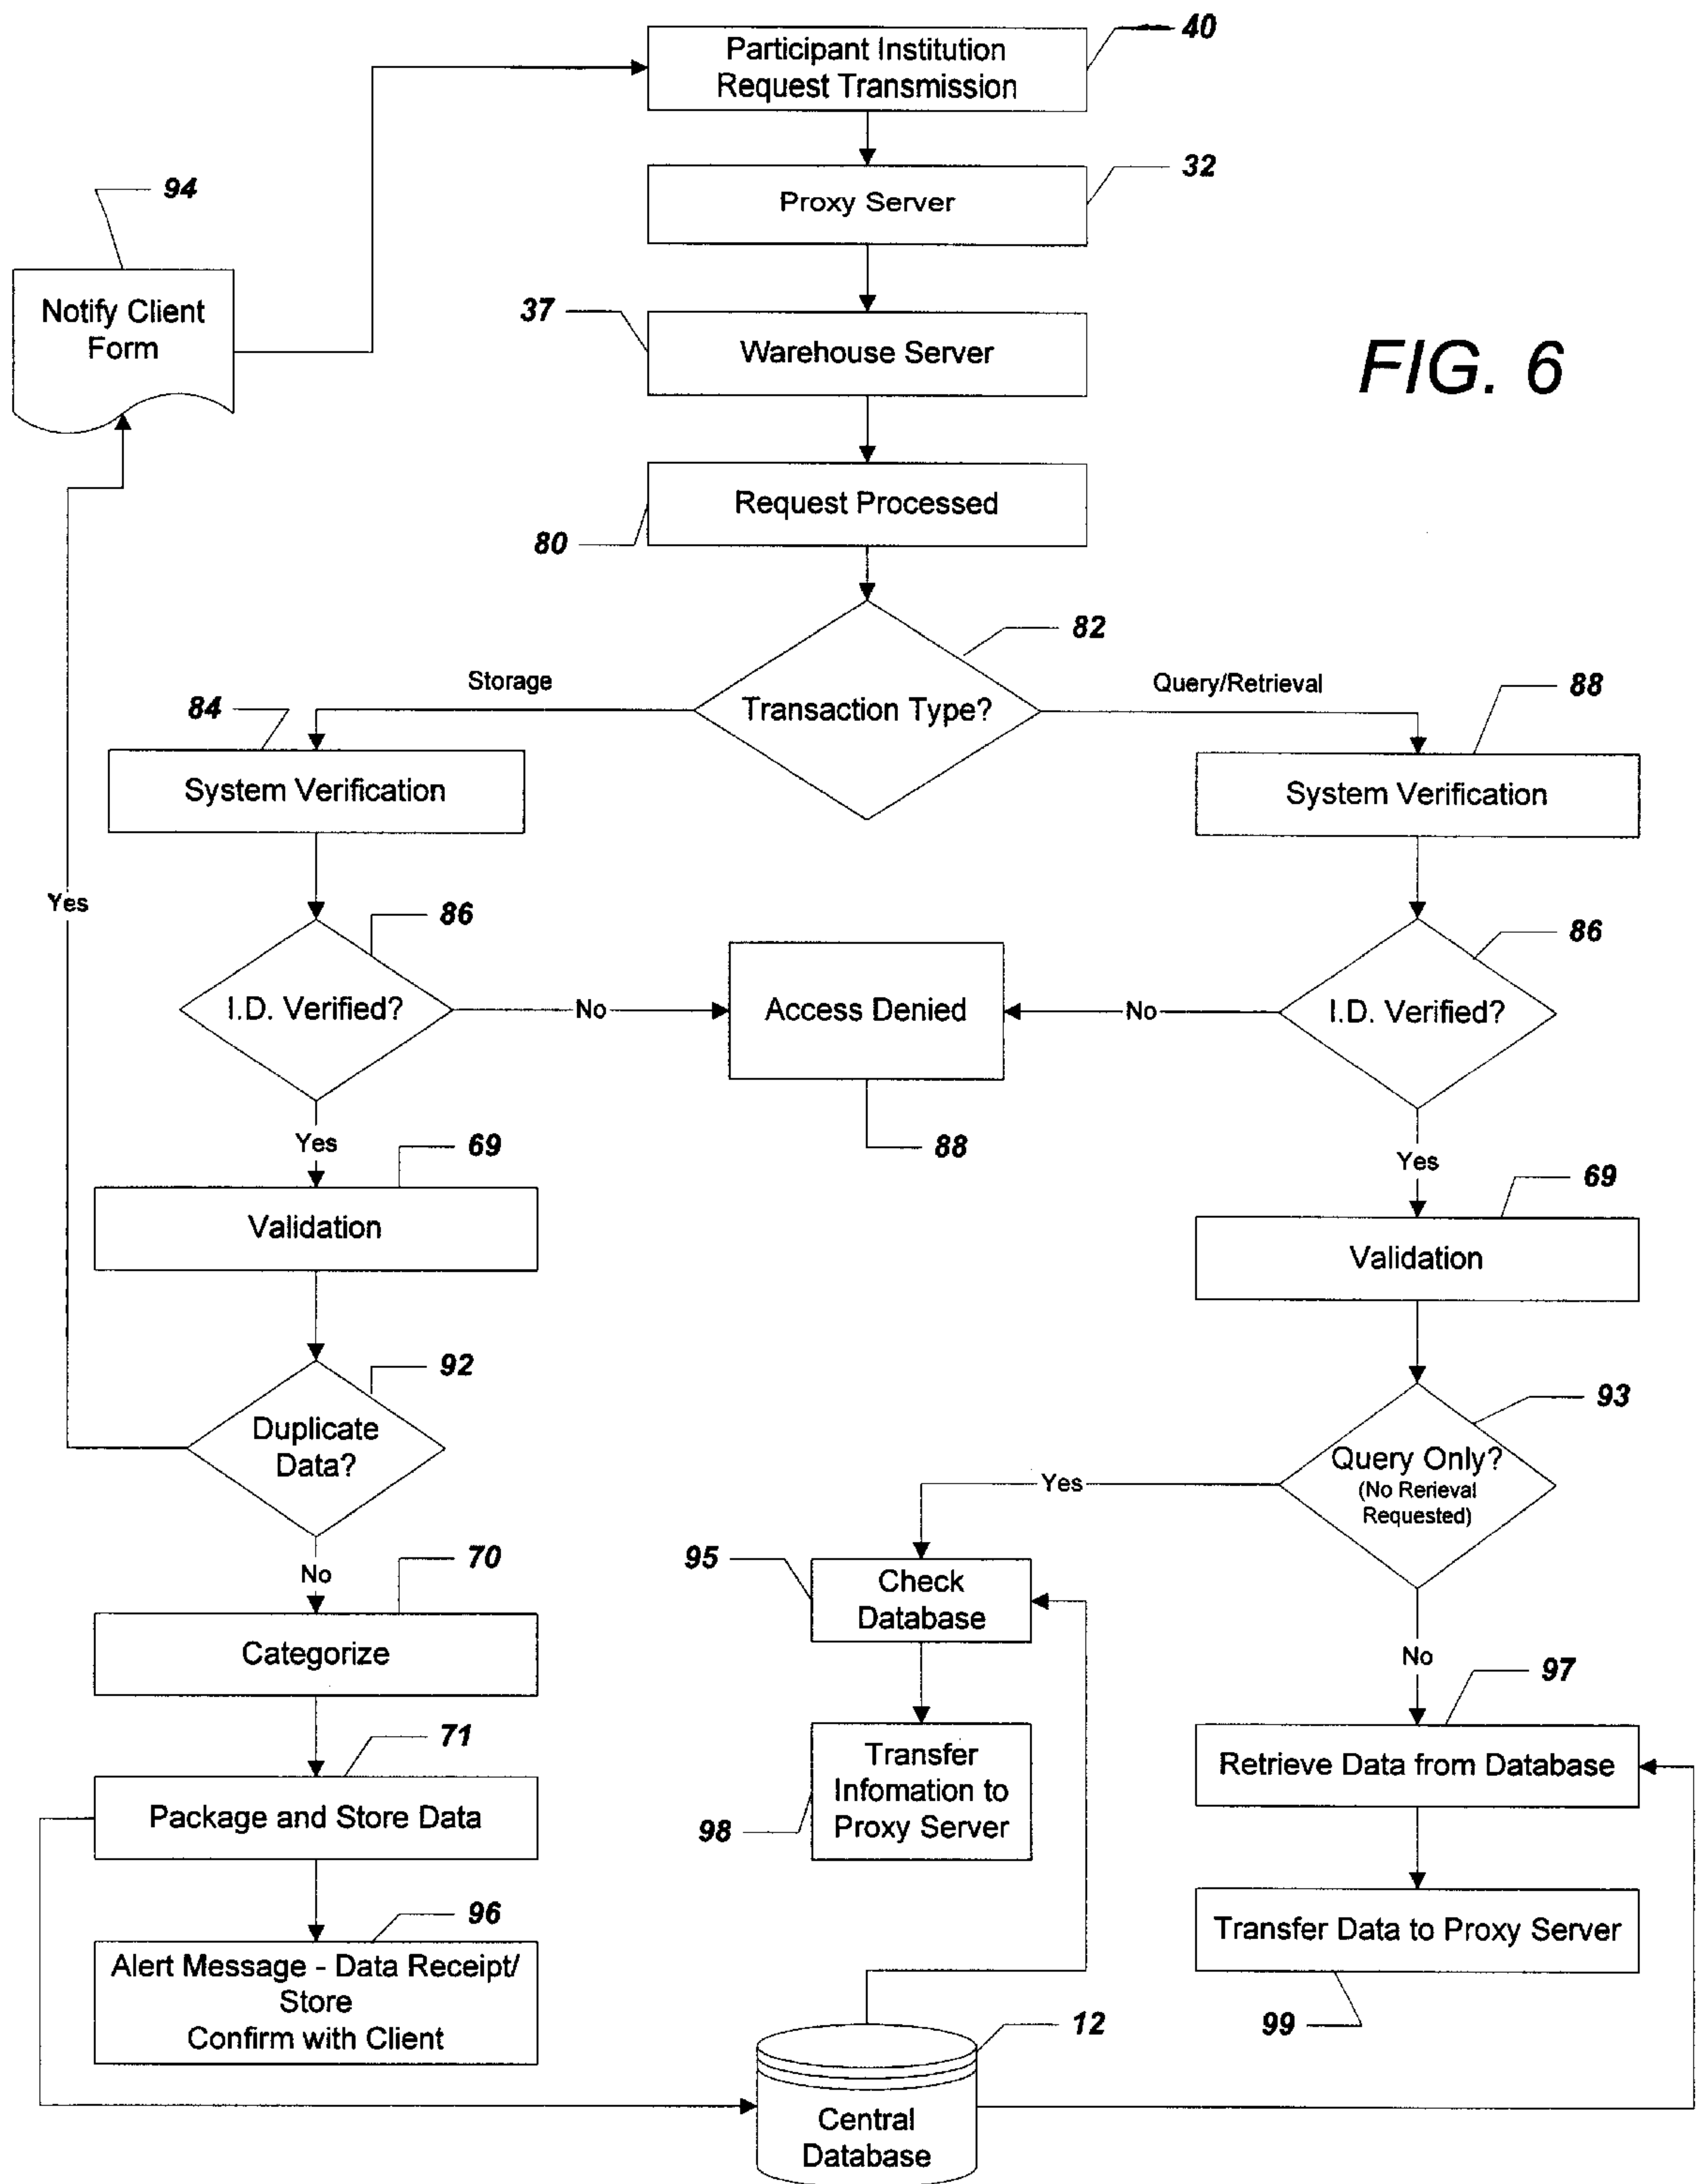 40
Participant Institution
Request Transmission
32
Proxy Server
94
Notify Client
Form
37
Warehouse Server
FIG. 6
Request Processed
80
82
Storage
Query/Retrieval
84
Transaction Type?
88
System Verification
System Verification
Yes
86
86
I.D. Verified?
No
Access Denied
No
I.D. Verified?
88
Yes
Yes
69
69
Validation
Validation
92
93
Duplicate
Data?
Query Only?
(No Rerieval
Requested)
Yes
No
70
95
Check
Database
Categorize
No
97
71
Transfer
Infomation to
Proxy Server
98
Retrieve Data from Database
Package and Store Data
96
Alert Message - Data Receipt/
Store
Confirm with Client
Transfer Data to Proxy Server
99
12
Central
Database